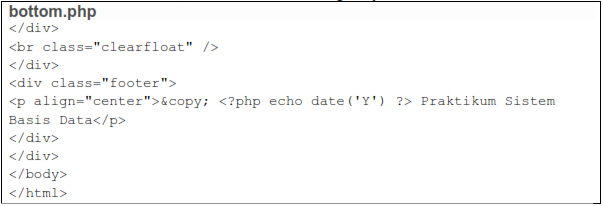 bottom.php
</div>
<br class="clearfloat" />
</div>
<div class="footer">
<p align="center">&copy; <?php echo date('Y') ?> Praktikum Sistem
Basis Data</p>
</div>
</div>
</body>
</html>